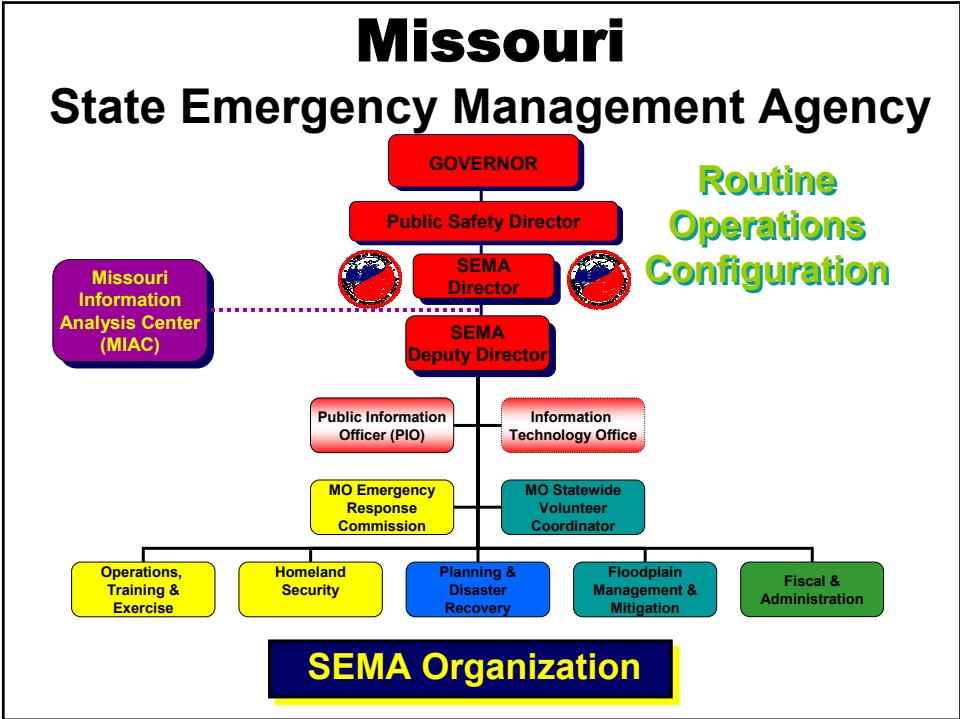 Missouri
State Emergency Management Agency
GOVERNOR
Routine
Operations
Configuration
Public Safety Director
SEMA
Director
Missouri
Information
Analysis Center
(MIAC)
SEMA
Deputy Director
Public Information
Officer (PIO)
Information
Technology Office
MO Emergency
Response
Commission
MO Statewide
Volunteer
Coordinator
Operations,
Training &
Exercise
Homeland
Security
Planning &
Disaster
Recovery
Floodplain
Management &
Mitigation
Fiscal &
Administration
SEMA Organization